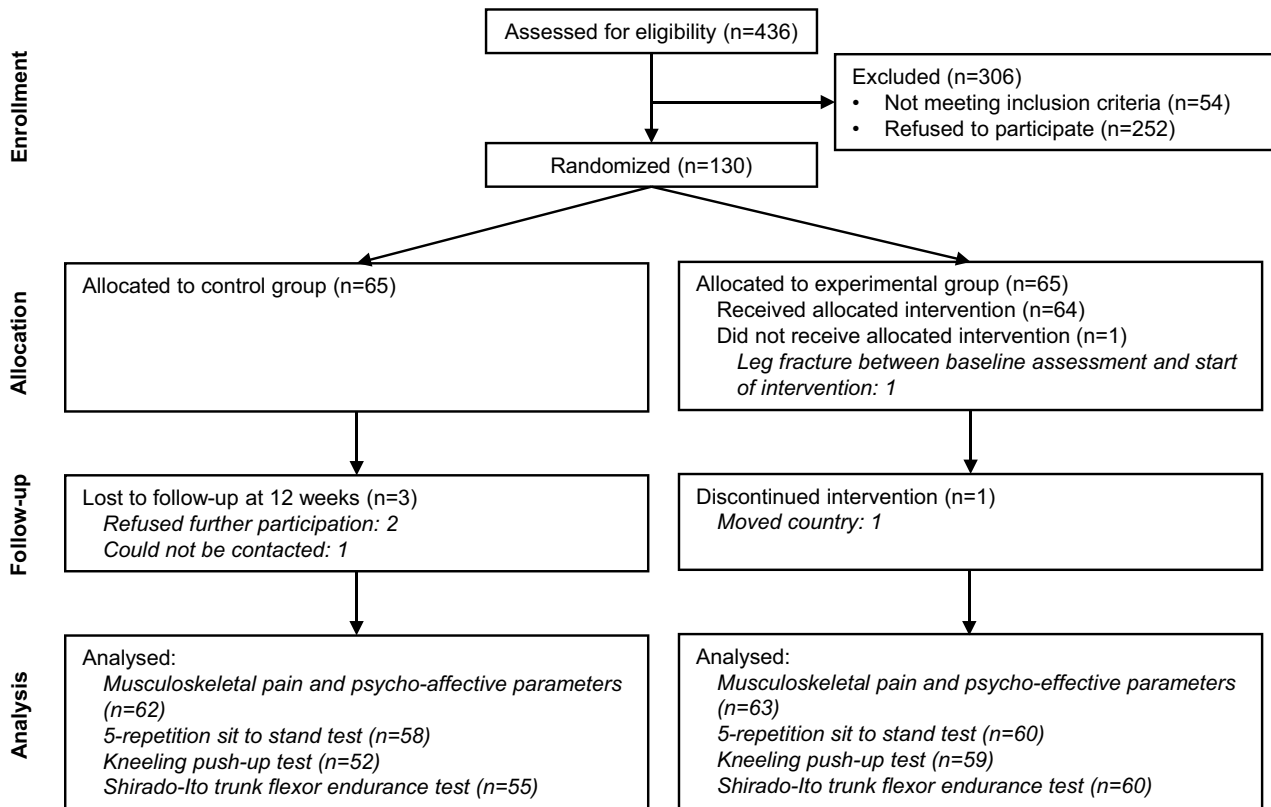 Enrollment
Assessed for eligibility (n=436)
Excluded (n=306)
• Not meeting inclusion criteria (n=54)
• Refused to participate (n=252)
Randomized (n=130)
Allocation
Allocated to control group (n=65)
Allocated to experimental group (n=65)
Received allocated intervention (n=64)
Did not receive allocated intervention (n=1)
Leg fracture between baseline assessment and start
of intervention: 1
Follow-up
Lost to follow-up at 12 weeks (n=3)
Refused further participation: 2
Could not be contacted: 1
Discontinued intervention (n=1)
Moved country: 1
Analysis
Analysed:
Musculoskeletal pain and psycho-affective parameters
(n=62)
5-repetition sit to stand test (n=58)
Kneeling push-up test (n=52)
Shirado-Ito trunk flexor endurance test (n=55)
Analysed:
Musculoskeletal pain and psycho-effective parameters
(n=63)
5-repetition sit to stand test (n=60)
Kneeling push-up test (n=59)
Shirado-Ito trunk flexor endurance test (n=60)